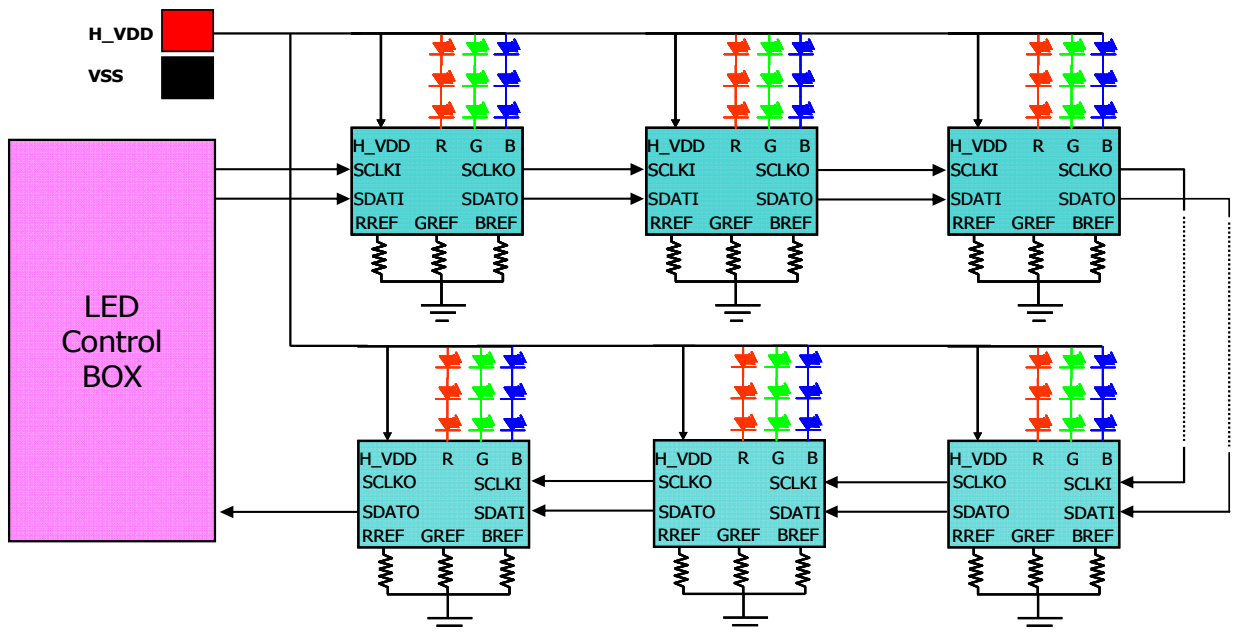 H_VDD
VSS
LED
Control
BOX
H_VDD R G B
SCLKI SCLKO
SDATI SDATO
RREF GREF BREF
H_VDD R G B
SCLKI SCLKO
SDATI SDATO
RREF GREF BREF
H_VDD R G B
SCLKI SCLKO
SDATI SDATO
RREF GREF BREF
H_VDD R G B
SCLKO SCLKI
SDATO SDATI
RREF GREF BREF
H_VDD R G B
SCLKO SCLKI
SDATO SDATI
RREF GREF BREF
H_VDD R G B
SCLKO SCLKI
SDATO SDATI
RREF GREF BREF